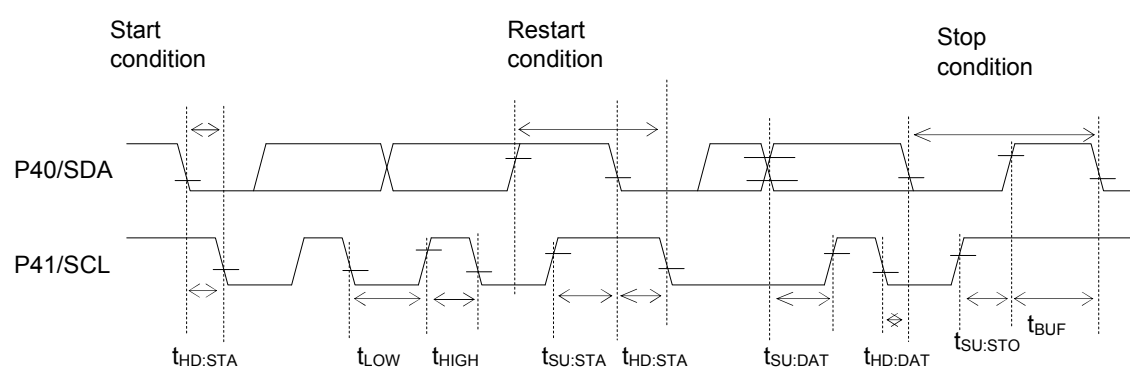 Start
condition
Restart
condition
Stop
condition
P40/SDA
P41/SCL
tHD:STA
tLOW
tHIGH
tSU:STA
tHD:STA
tSU:DAT
tHD:DAT
tSU:STO
tBUF